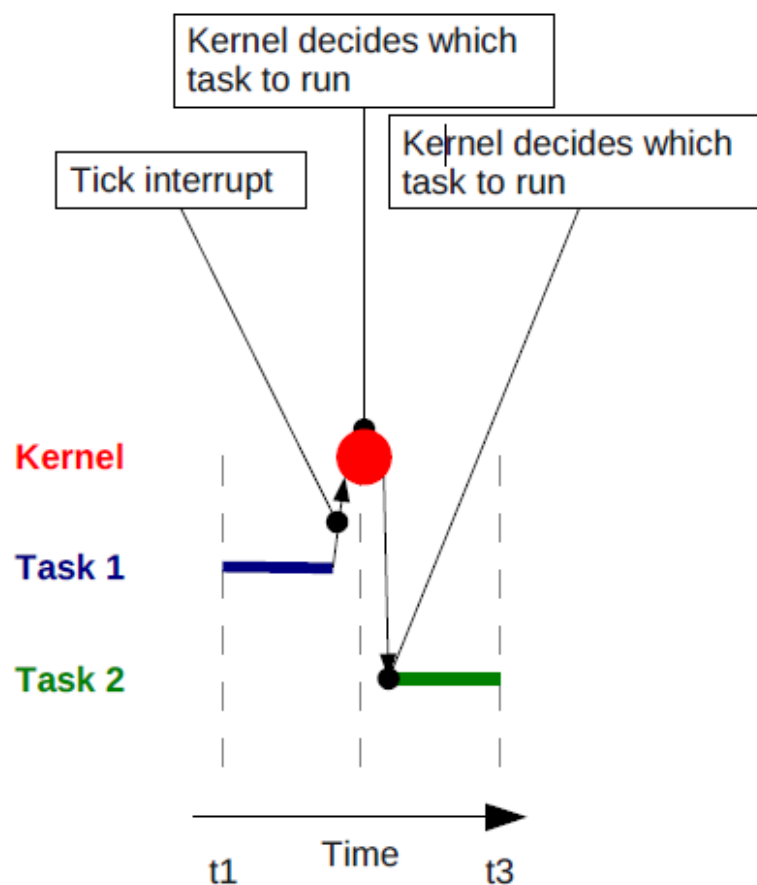 Kernel decides which
task to run
Kernel decides which
task to run
Tick interrupt
Kernel
Task 1
Task 2
Time
t1
t3